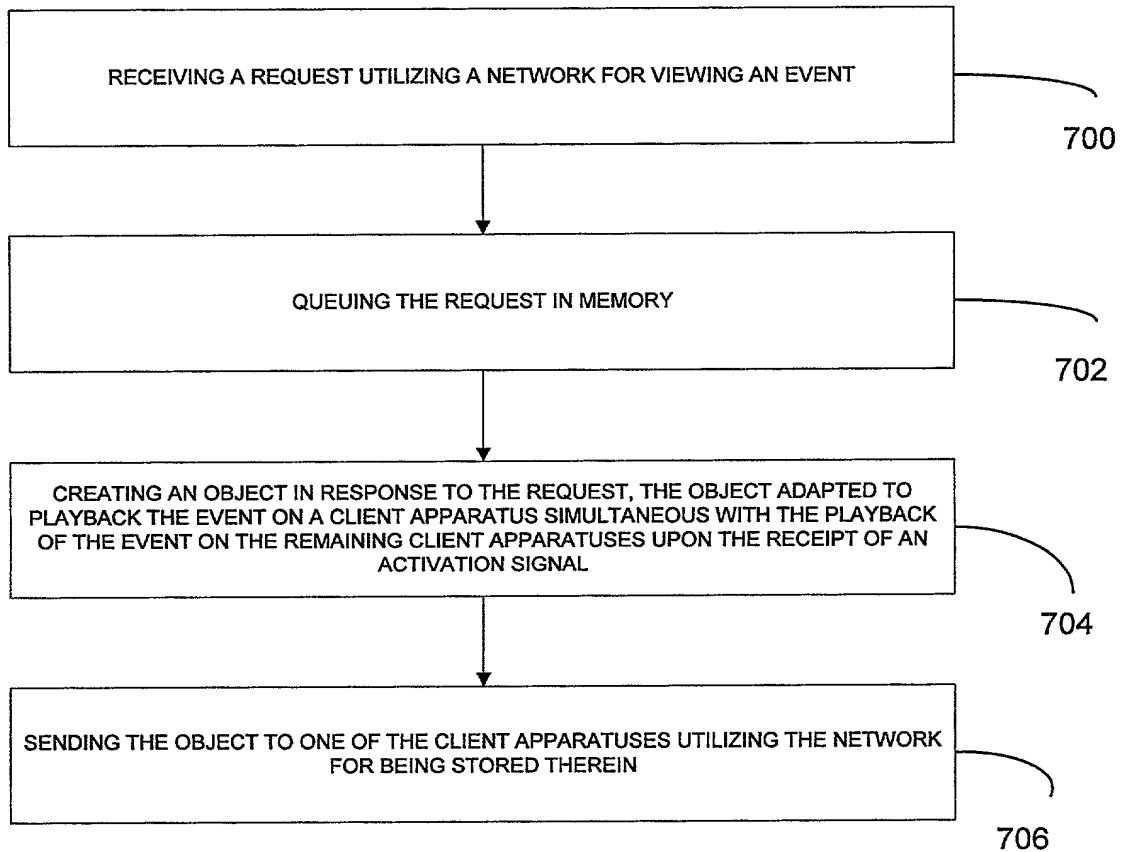 RECEIVING A REQUEST UTILIZING A NETWORK FOR VIEWING AN EVENT
700
QUEUING THE REQUEST IN MEMORY
702
CREATING AN OBJECT IN RESPONSE TO THE REQUEST, THE OBJECT ADAPTED TO
PLAYBACK THE EVENT ON A CLIENT APPARATUS SIMULTANEOUS WITH THE PLAYBACK
OF THE EVENT ON THE REMAINING CLIENT APPARATUSES UPON THE RECEIPT OF AN
ACTIVATION SIGNAL
704
SENDING THE OBJECT TO ONE OF THE CLIENT APPARATUSES UTILIZING THE NETWORK
FOR BEING STORED THEREIN
706